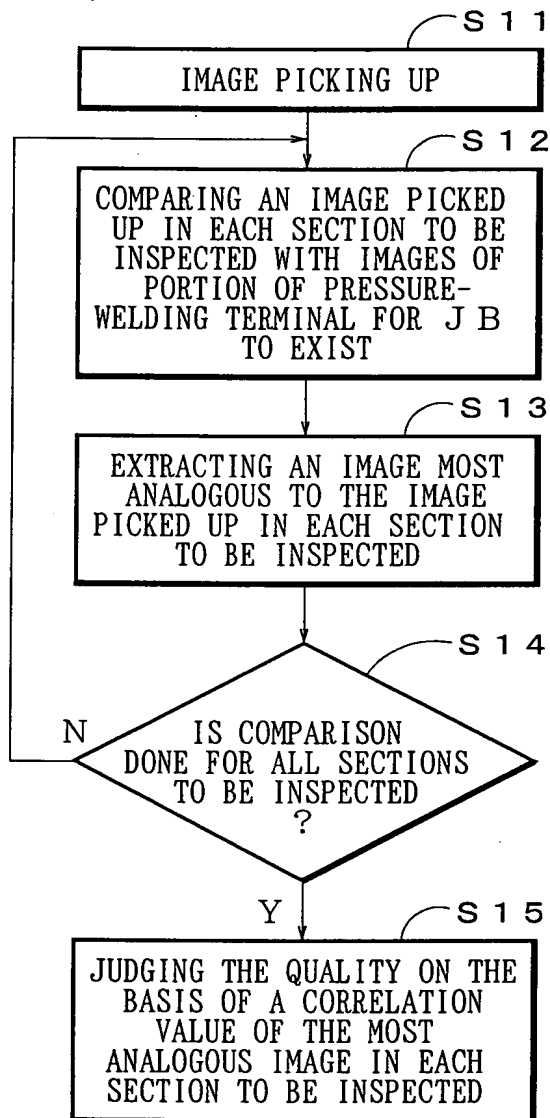 S11
IMAGE PICKING UP
S12
COMPARING AN IMAGE PICKED
UP IN EACH SECTION TO BE
INSPECTED WITH IMAGES OF
PORTION OF PRESSURE-
WELDING TERMINAL FOR JB
TO EXIST
S13
EXTRACTING AN IMAGE MOST
ANALOGOUS TO THE IMAGE
PICKED UP IN EACH SECTION
TO BE INSPECTED
S14
N
IS COMPARISON
DONE FOR ALL SECTIONS
TO BE INSPECTED
?
Y
S15
JUDGING THE QUALITY ON THE
BASIS OF A CORRELATION
VALUE OF THE MOST
ANALOGOUS IMAGE IN EACH
SECTION TO BE INSPECTED